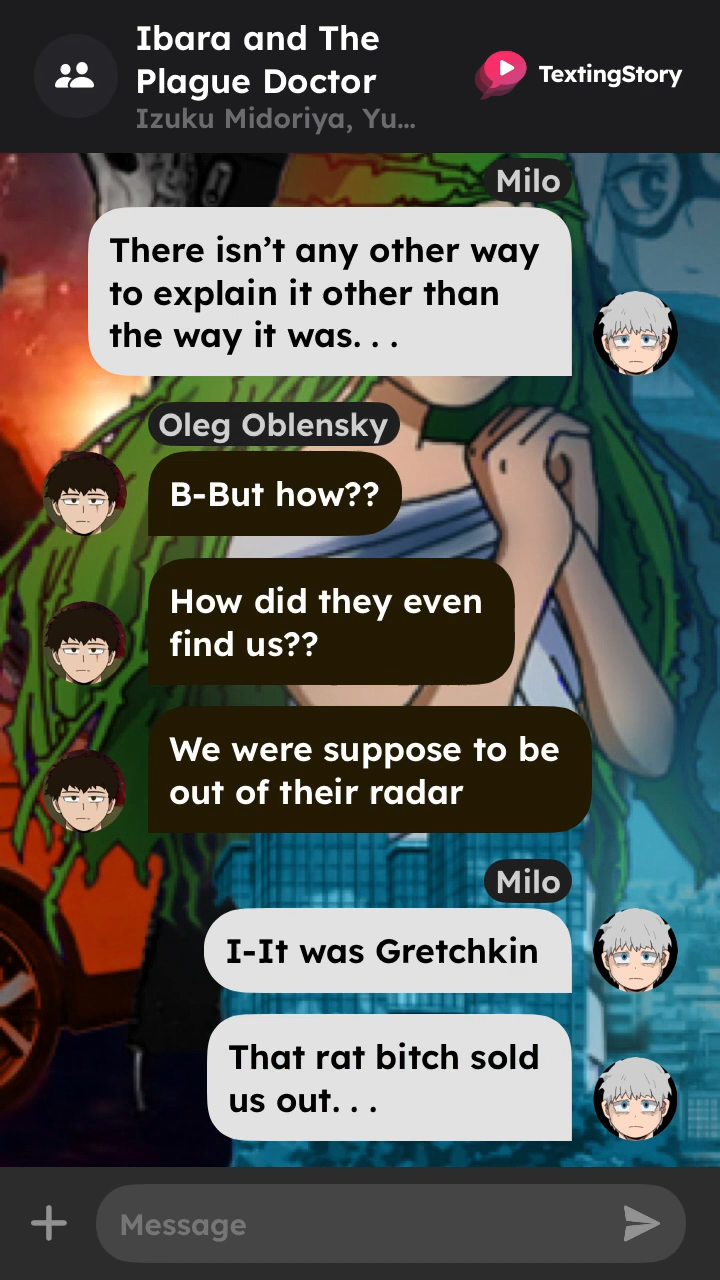 Ibara and The
Plague Doctor
Izuku Midoriya, Yu...
TextingStory
Milo
There isn’t any other way
to explain it other than
the way it was. . .
Oleg Oblensky
B-But how??
How did they even
find us??
We were suppose to be
out of their radar
Milo
I-It was Gretchkin
That rat bitch sold
us out. . .
Message